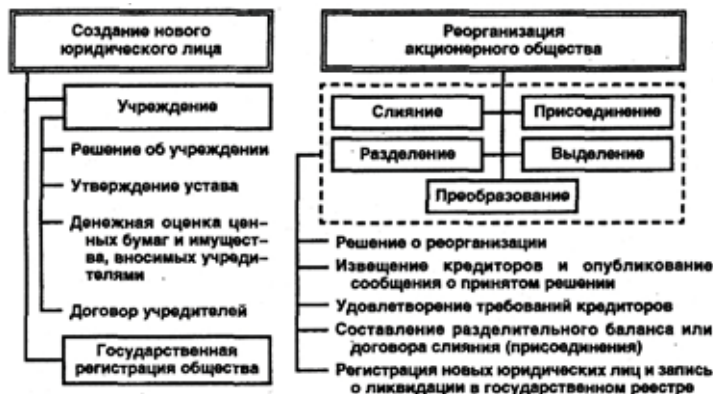 Создание нового
юридического лица
Учреждение
Решение об учреждении
Утверждение устава
Денежная оценка цен-
ных бумаг и имущест-
ва, вносимых учреди-
телями
Договор учредителей
Государственная
регистрация общества
Реорганизация
акционерного общества
Слияние
Присоединение
Разделение
Выделение
Преобразование
Решение о реорганизации
Извещение кредиторов и опубликование
сообщения о принятом решении
Удовлетворение требований кредиторов
Составление разделительного баланса или
договора слияния (присоединения)
Регистрация новых юридических лиц и запись
о ликвидации в государственном реестре